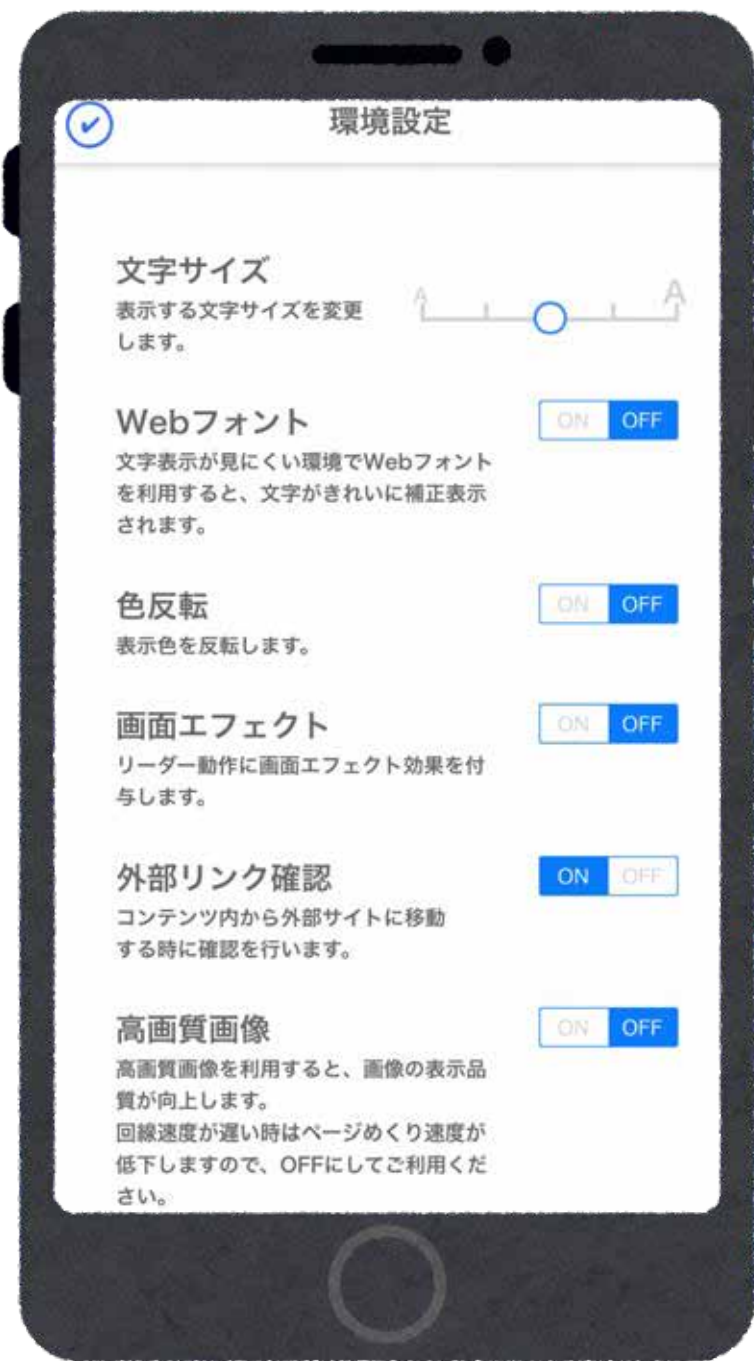 環境設定
文字サイズ
表示する文字サイズを変更
します。
A A
Webフォント
ON OFF
文字表示が見にくい環境でWebフォント
を利用すると、文字がきれいに補正表示
されます。
色反転
ON OFF
表示色を反転します。
画面エフェクト
ON OFF
リーダー動作に画面エフェクト効果を付
与します。
外部リンク確認
ON OFF
コンテンツ内から外部サイトに移動
する時に確認を行います。
高画質画像
ON OFF
高画質画像を利用すると、画像の表示品
質が向上します。
回線速度が遅い時はページめくり速度が
低下しますので、OFFにしてご利用くだ
さい。